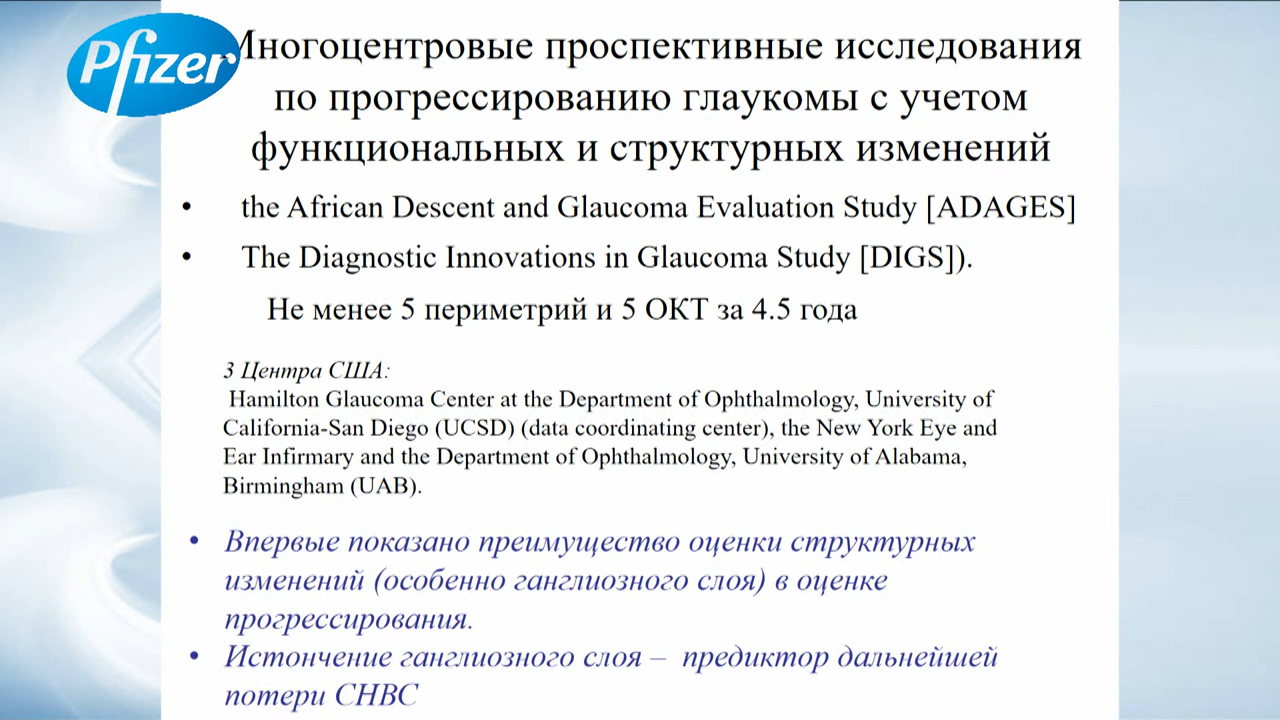 Pfizer
Многоцентровые проспективные исследования
по прогрессированию глаукомы с учетом
функциональных и структурных изменений
• the African Descent and Glaucoma Evaluation Study [ADAGES]
• The Diagnostic Innovations in Glaucoma Study [DIGS]).
Не менее 5 периметрий и 5 ОКТ за 4.5 года
3 Центра США:
Hamilton Glaucoma Center at the Department of Ophthalmology, University of
California-San Diego (UCSD) (data coordinating center), the New York Eye and
Ear Infirmary and the Department of Ophthalmology, University of Alabama,
Birmingham (UAB).
• Впервые показано преимущество оценки структурных
изменений (особенно ганглиозного слоя) в оценке
прогрессирования.
• Истончение ганглиозного слоя – предиктор дальнейшей
потери СНВС